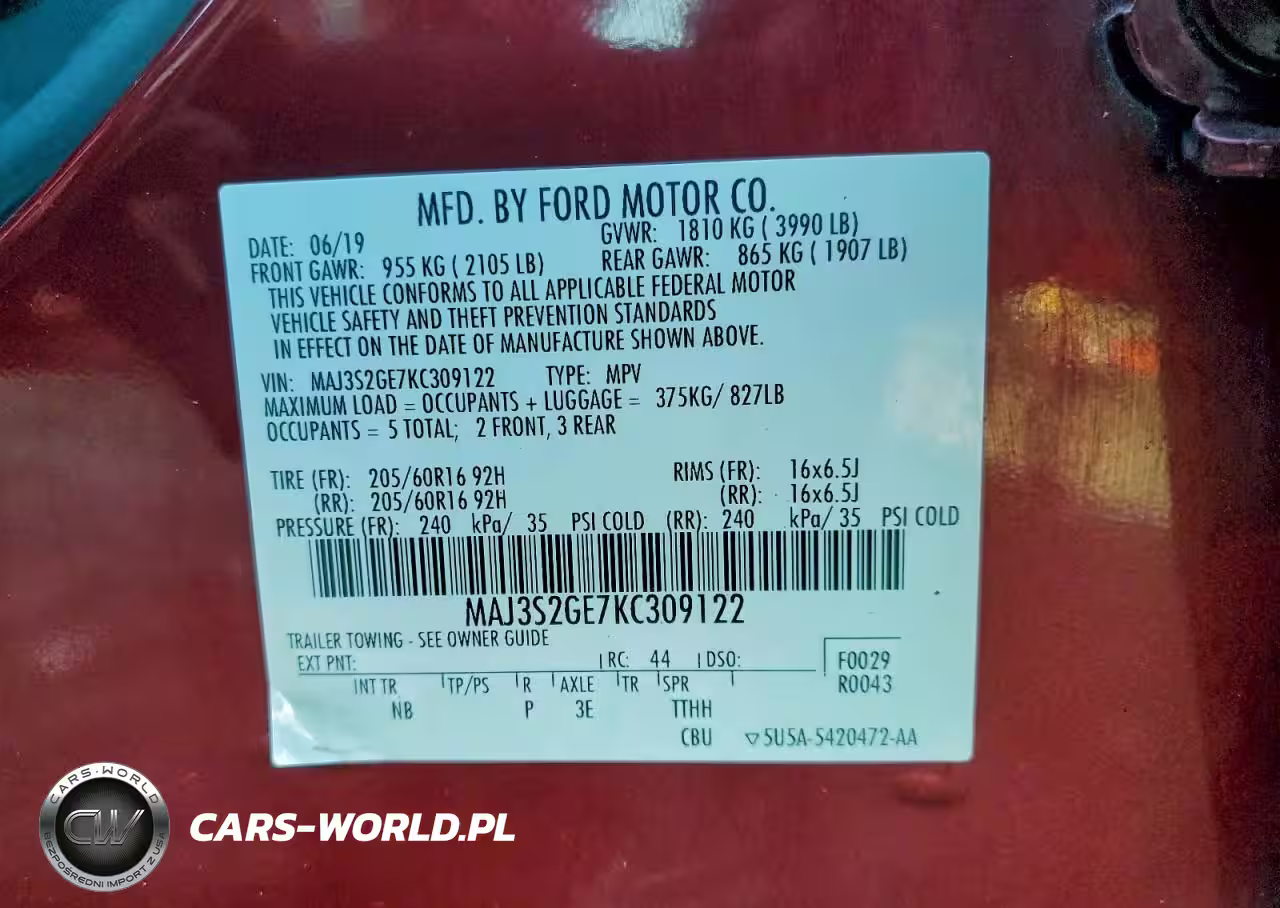 MFD. BY FORD MOTOR CO.
DATE: 06/19 GVWR: 1810 KG ( 3990 LB)
FRONT GAWR: 955 KG ( 2105 LB) REAR GAWR: 865 KG ( 1907 LB)
THIS VEHICLE CONFORMS TO ALL APPLICABLE FEDERAL MOTOR
VEHICLE SAFETY AND THEFT PREVENTION STANDARDS
IN EFFECT ON THE DATE OF MANUFACTURE SHOWN ABOVE.
VIN: MAJ3S2GE7KC309122 TYPE: MPV
MAXIMUM LOAD = OCCUPANTS + LUGGAGE = 375KG/ 827LB
OCCUPANTS = 5 TOTAL; 2 FRONT, 3 REAR
TIRE (FR): 205/60R16 92H RIMS (FR): 16x6.5J
(RR): 205/60R16 92H (RR): 16x6.5J
PRESSURE (FR): 240 kPa/ 35 PSI COLD (RR): 240 kPa/ 35 PSI COLD
MAJ3S2GE7KC309122
TRAILER TOWING - SEE OWNER GUIDE
EXT PNT: RC: 44 DSO: F0029
INT TR TP/PS R AXLE TR SPR R0043
NB P 3E TTHH
CBU ▽5U5A-5420472-AA
CARS-WORLD
CW
BEZPOŚREDNI IMPORT Z USA
CARS-WORLD.PL